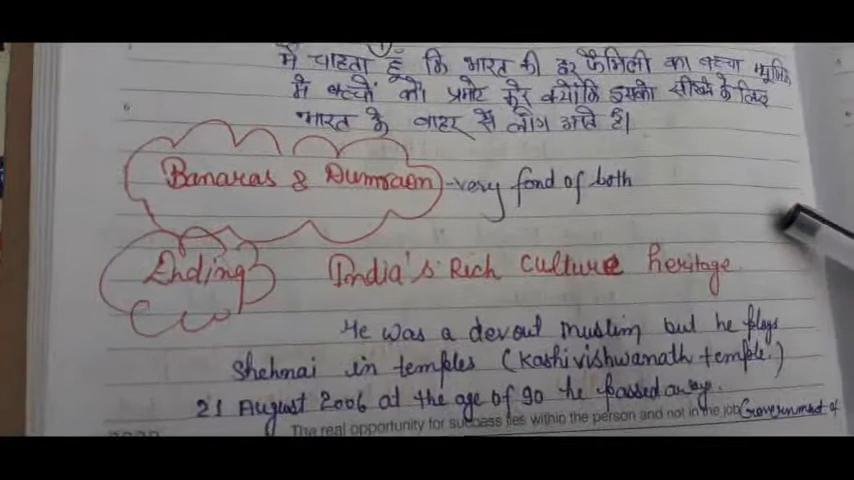 मैं चाहता हूँ कि भारत की हर फैमिली का बच्चा म्यूजिक
मे बच्चों को प्रमोट करें क्योंकि इसको सीखने के लिए
भारत के बाहर से लोग आते है।
Banaras & Dumraon - very fond of both
Ending India's Rich culture heritage
He was a devout muslim but he plays
Shehnai in temples (Kashivishwanath temple.)
21 August 2006 at the age of 90 he passed away.
The real opportunity for success lies within the person and not in the job Government of